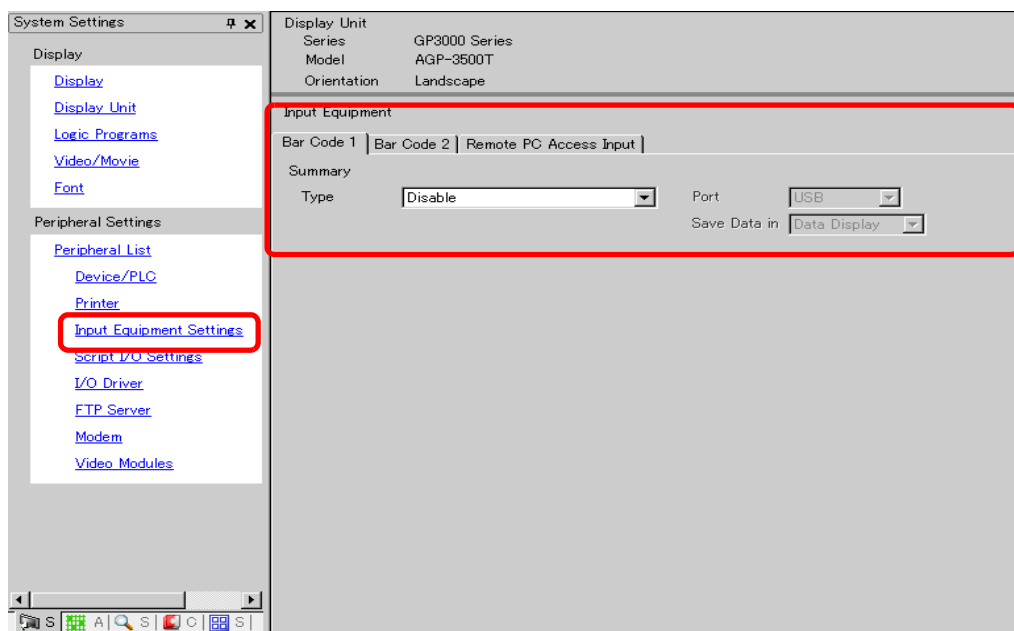 System Settings
Display
Display
Display Unit
Logic Programs
Video/Movie
Font
Peripheral Settings
Peripheral List
Device/PLC
Printer
Input Equipment Settings
Script I/O Settings
I/O Driver
FTP Server
Modem
Video Modules
S A S C S
Display Unit
Series GP3000 Series
Model AGP-3500T
Orientation Landscape
Input Equipment
Bar Code 1 Bar Code 2 Remote PC Access Input
Summary
Type Disable Port USB
Save Data in Data Display